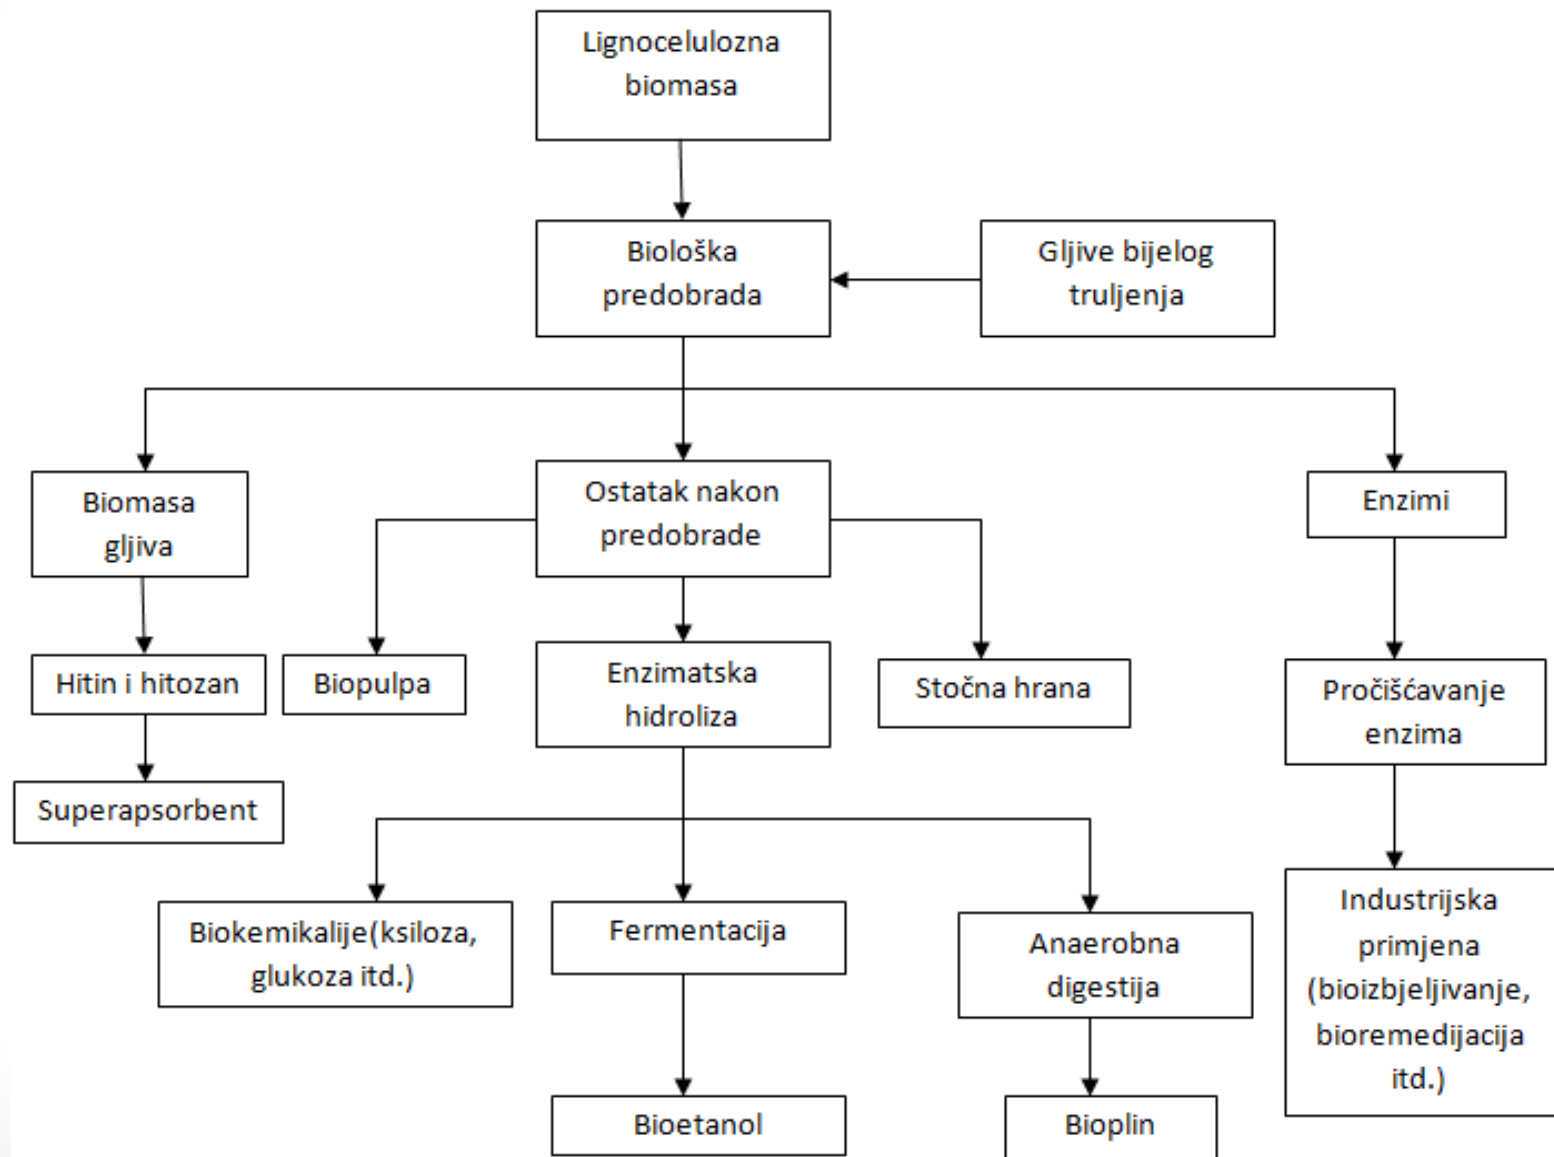 Lignocelulozna
biomasa
Biološka
predobrada
Gljive bijelog
truljenja
Biomasa
gljiva
Ostatak nakon
predobrade
Enzimi
Hitin i hitozan
Biopulpa
Enzimatska
hidroliza
Stočna hrana
Pročišćavanje
enzima
Superapsorbent
Biokemikalije(ksiloza,
glukoza itd.)
Fermentacija
Anaerobna
digestija
Industrijska
primjena
(bioizbjeljivanje,
bioremedijacija
itd.)
Bioetanol
Bioplin